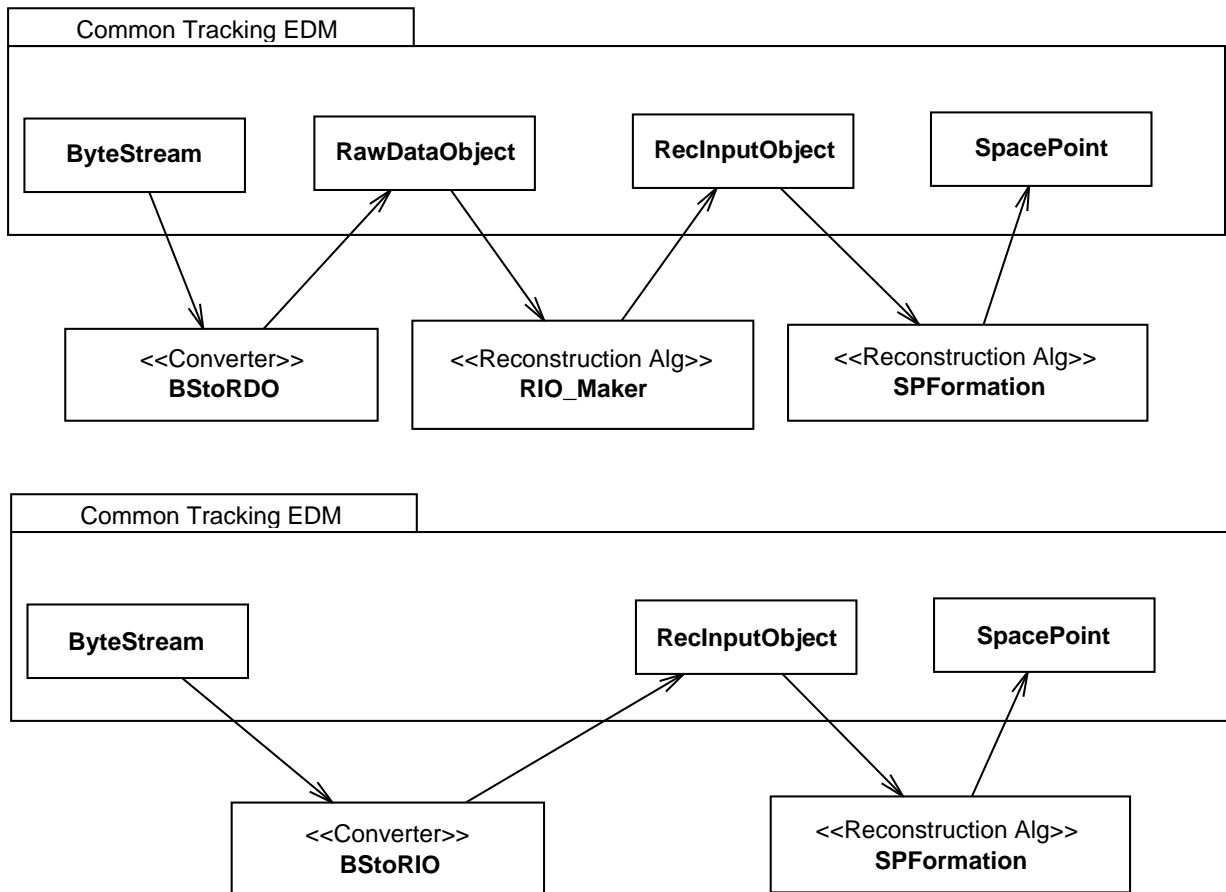 Common Tracking EDM
ByteStream
RawDataObject
RecInputObject
SpacePoint
<<Converter>>
BStoRDO
<<Reconstruction Alg>>
RIO_Maker
<<Reconstruction Alg>>
SPFormation
Common Tracking EDM
ByteStream
RecInputObject
SpacePoint
<<Converter>>
BStoRIO
<<Reconstruction Alg>>
SPFormation